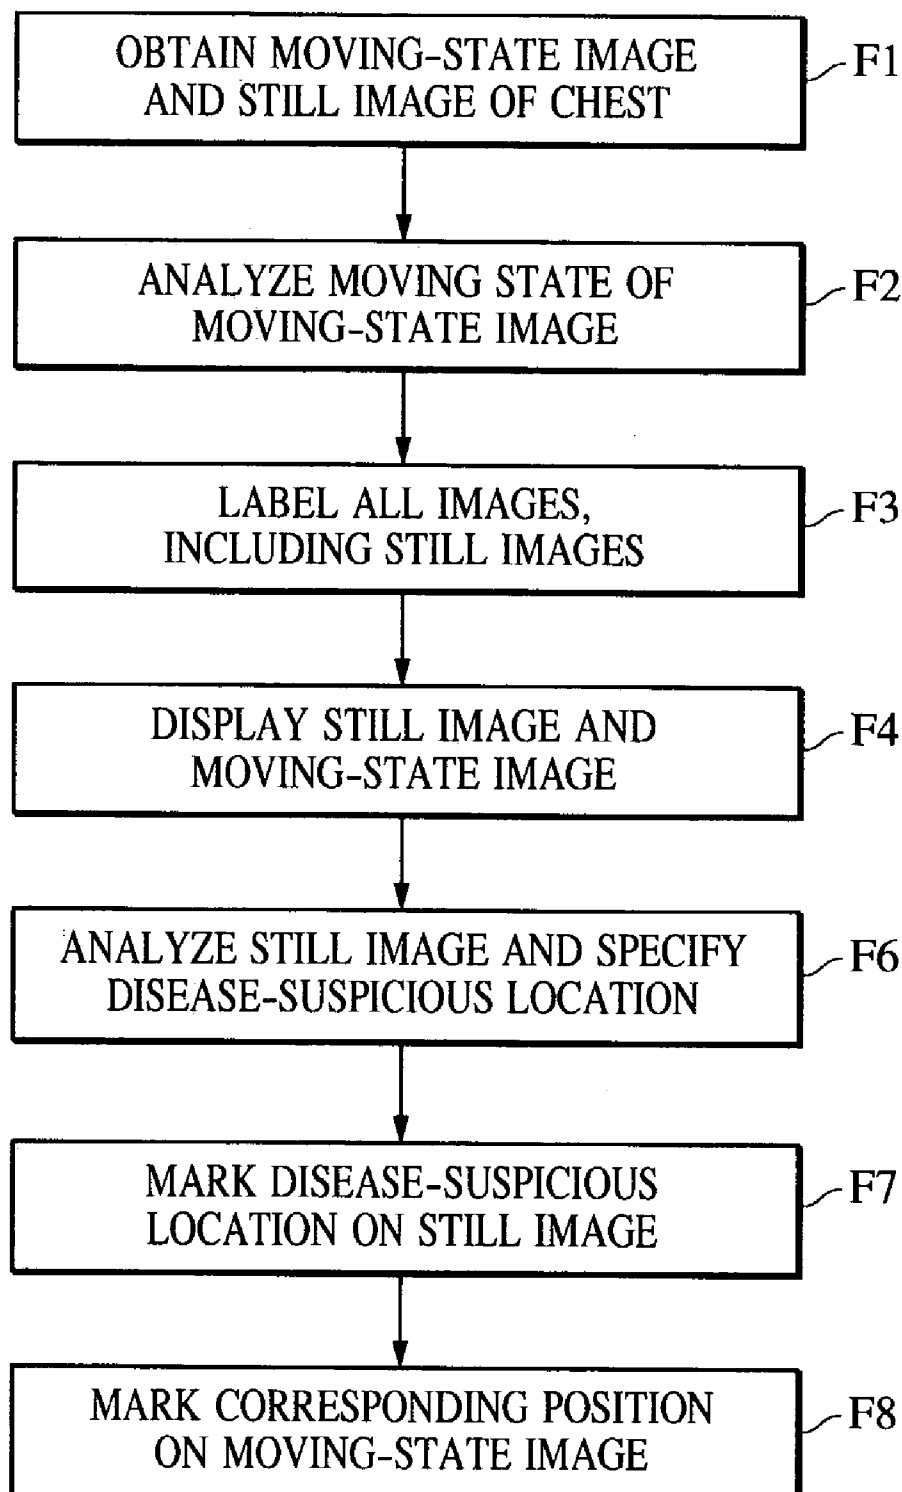 OBTAIN MOVING-STATE IMAGE
AND STILL IMAGE OF CHEST
F1
ANALYZE MOVING STATE OF
MOVING-STATE IMAGE
F2
LABEL ALL IMAGES,
INCLUDING STILL IMAGES
F3
DISPLAY STILL IMAGE AND
MOVING-STATE IMAGE
F4
ANALYZE STILL IMAGE AND SPECIFY
DISEASE-SUSPICIOUS LOCATION
F6
MARK DISEASE-SUSPICIOUS
LOCATION ON STILL IMAGE
F7
MARK CORRESPONDING POSITION
ON MOVING-STATE IMAGE
F8